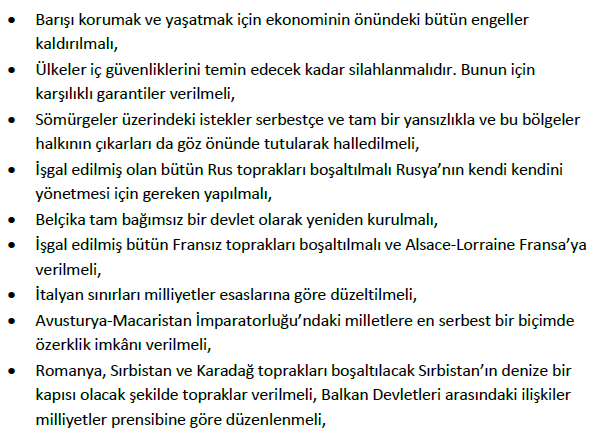 • Barışı korumak ve yaşatmak için ekonominin önündeki bütün engeller
kaldırılmalı,
• Ülkeler iç güvenliklerini temin edecek kadar silahlanmalıdır. Bunun için
karşılıklı garantiler verilmeli,
• Sömürgeler üzerindeki istekler serbestçe ve tam bir yansızlıkla ve bu bölgeler
halkının çıkarları da göz önünde tutularak halledilmeli,
• İşgal edilmiş olan bütün Rus toprakları boşaltılmalı Rusya’nın kendi kendini
yönetmesi için gereken yapılmalı,
• Belçika tam bağımsız bir devlet olarak yeniden kurulmalı,
• İşgal edilmiş bütün Fransız toprakları boşaltılmalı ve Alsace-Lorraine Fransa’ya
verilmeli,
• İtalyan sınırları milliyetler esaslarına göre düzeltilmeli,
• Avusturya-Macaristan İmparatorluğu’ndaki milletlere en serbest bir biçimde
özerklik imkânı verilmeli,
• Romanya, Sırbistan ve Karadağ toprakları boşaltılacak Sırbistan’ın denize bir
kapısı olacak şekilde topraklar verilmeli, Balkan Devletleri arasındaki ilişkiler
milliyetler prensibine göre düzenlenmeli,